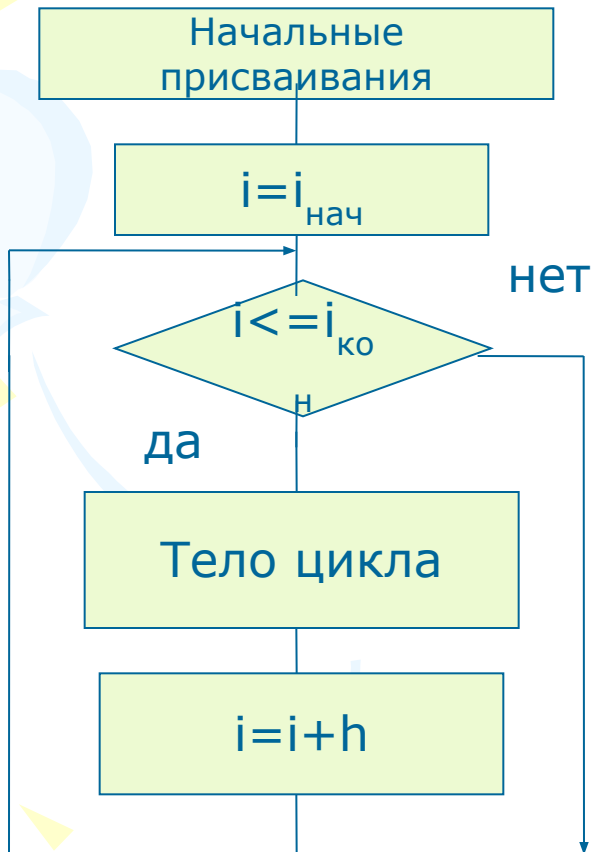 Начальные
присваивания
i=iнач
нет
i<=iко
н
да
Тело цикла
i=i+h